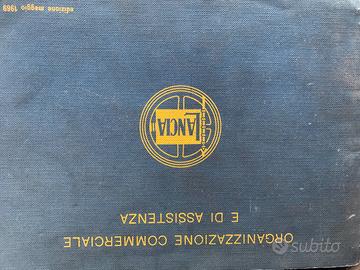 ORGANIZZAZIONE COMMERCIALE
E DI ASSISTENZA
LANCIA
edizione maggio 1969
subito